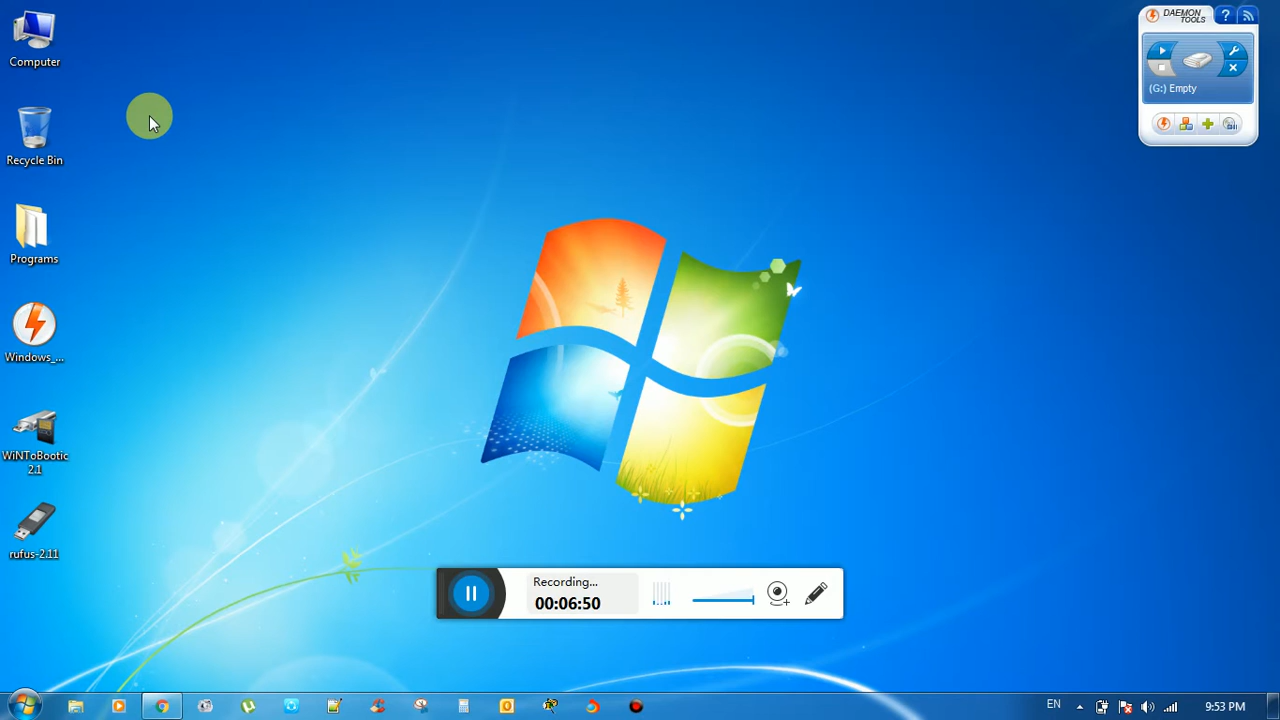 Computer
Recycle Bin
Programs
Windows_...
WiNToBootic
2.1
rufus-2.11
DAEMON
TOOLS
?
(G:) Empty
Recording...
00:06:50
EN
9:53 PM